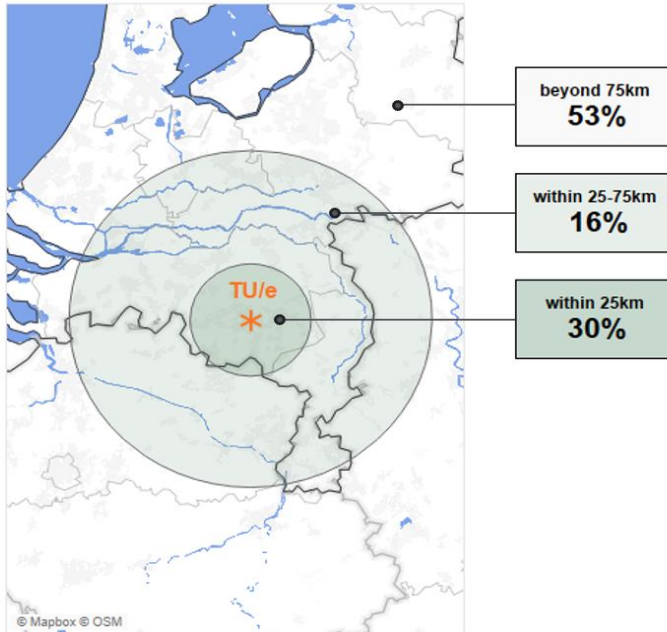 beyond 75km
53%
within 25-75km
16%
TU/e
within 25km
30%
© Mapbox © OSM